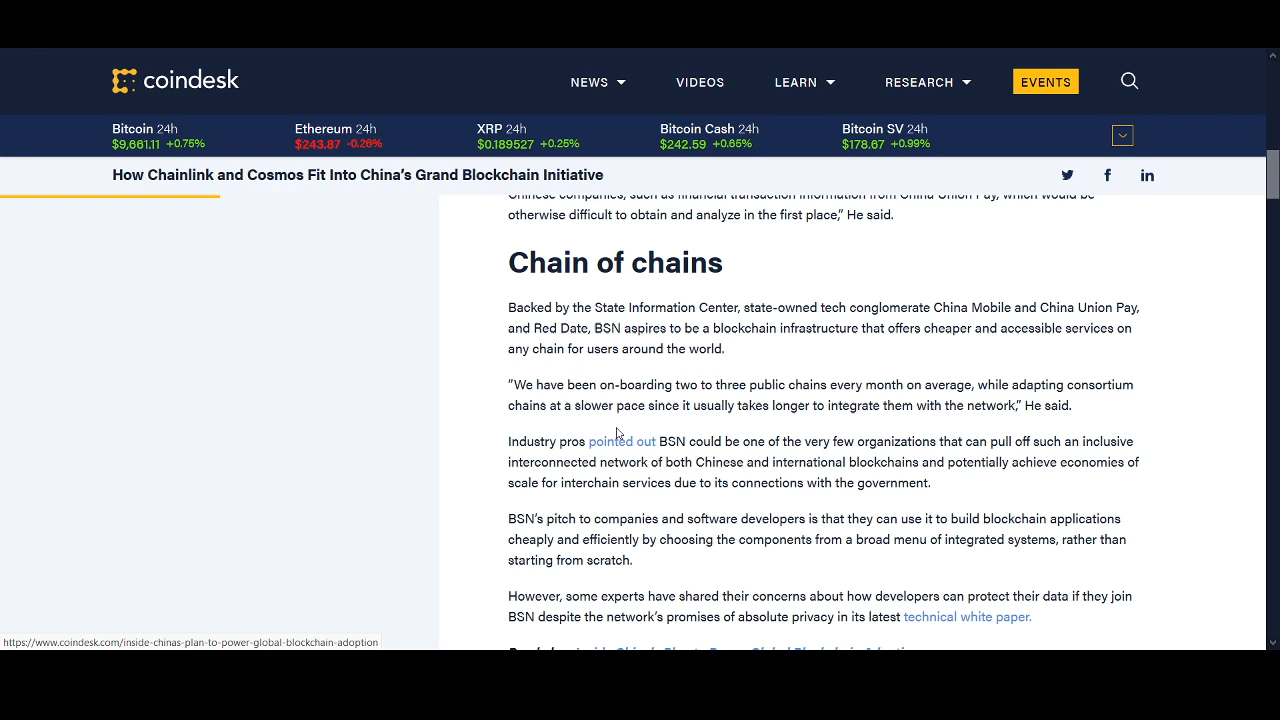 coindesk
NEWS
VIDEOS
LEARN
RESEARCH
EVENTS
Bitcoin 24h
$9,661.11 +0.75%
Ethereum 24h
$243.87 -0.26%
XRP 24h
$0.189527 +0.25%
Bitcoin Cash 24h
$242.59 +0.65%
Bitcoin SV 24h
$178.67 +0.99%
How Chainlink and Cosmos Fit Into China's Grand Blockchain Initiative
Chinese companies, such as financial transaction information from China Union Pay, which would be
otherwise difficult to obtain and analyze in the first place,” He said.
Chain of chains
Backed by the State Information Center, state-owned tech conglomerate China Mobile and China Union Pay,
and Red Date, BSN aspires to be a blockchain infrastructure that offers cheaper and accessible services on
any chain for users around the world.
”We have been on-boarding two to three public chains every month on average, while adapting consortium
chains at a slower pace since it usually takes longer to integrate them with the network,” He said.
Industry pros pointed out BSN could be one of the very few organizations that can pull off such an inclusive
interconnected network of both Chinese and international blockchains and potentially achieve economies of
scale for interchain services due to its connections with the government.
BSN’s pitch to companies and software developers is that they can use it to build blockchain applications
cheaply and efficiently by choosing the components from a broad menu of integrated systems, rather than
starting from scratch.
However, some experts have shared their concerns about how developers can protect their data if they join
BSN despite the network’s promises of absolute privacy in its latest technical white paper.
https://www.coindesk.com/inside-chinas-plan-to-power-global-blockchain-adoption